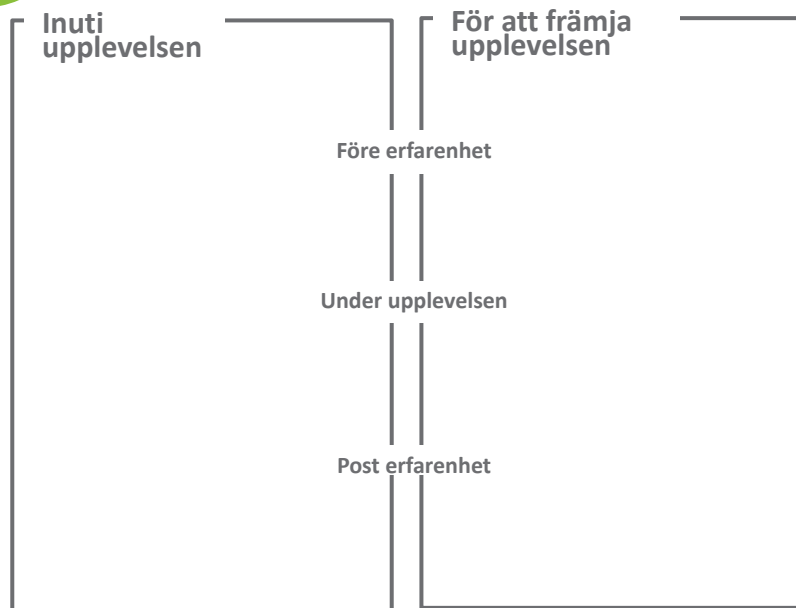 Inuti
upplevelsen
För att främja
upplevelsen
Före erfarenhet
Under upplevelsen
Post erfarenhet